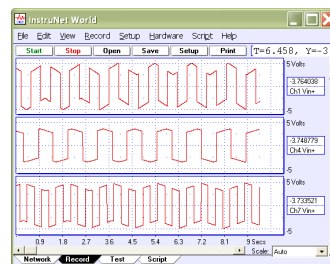 instruNet World
File Edit View Record Setup Hardware Script Help
Start Stop Open Save Setup Print T=6.458, Y=-3
5 Volts
-3.764038
Ch1 Vin+
-5
5 Volts
-3.748779
Ch4 Vin+
-5
5 Volts
-3.733521
Ch7 Vin+
-5
0.9 1.8 2.7 3.6 4.5 5.4 6.3 7.2 8.1 9 Secs
Scale: Auto
Network Record Test Script